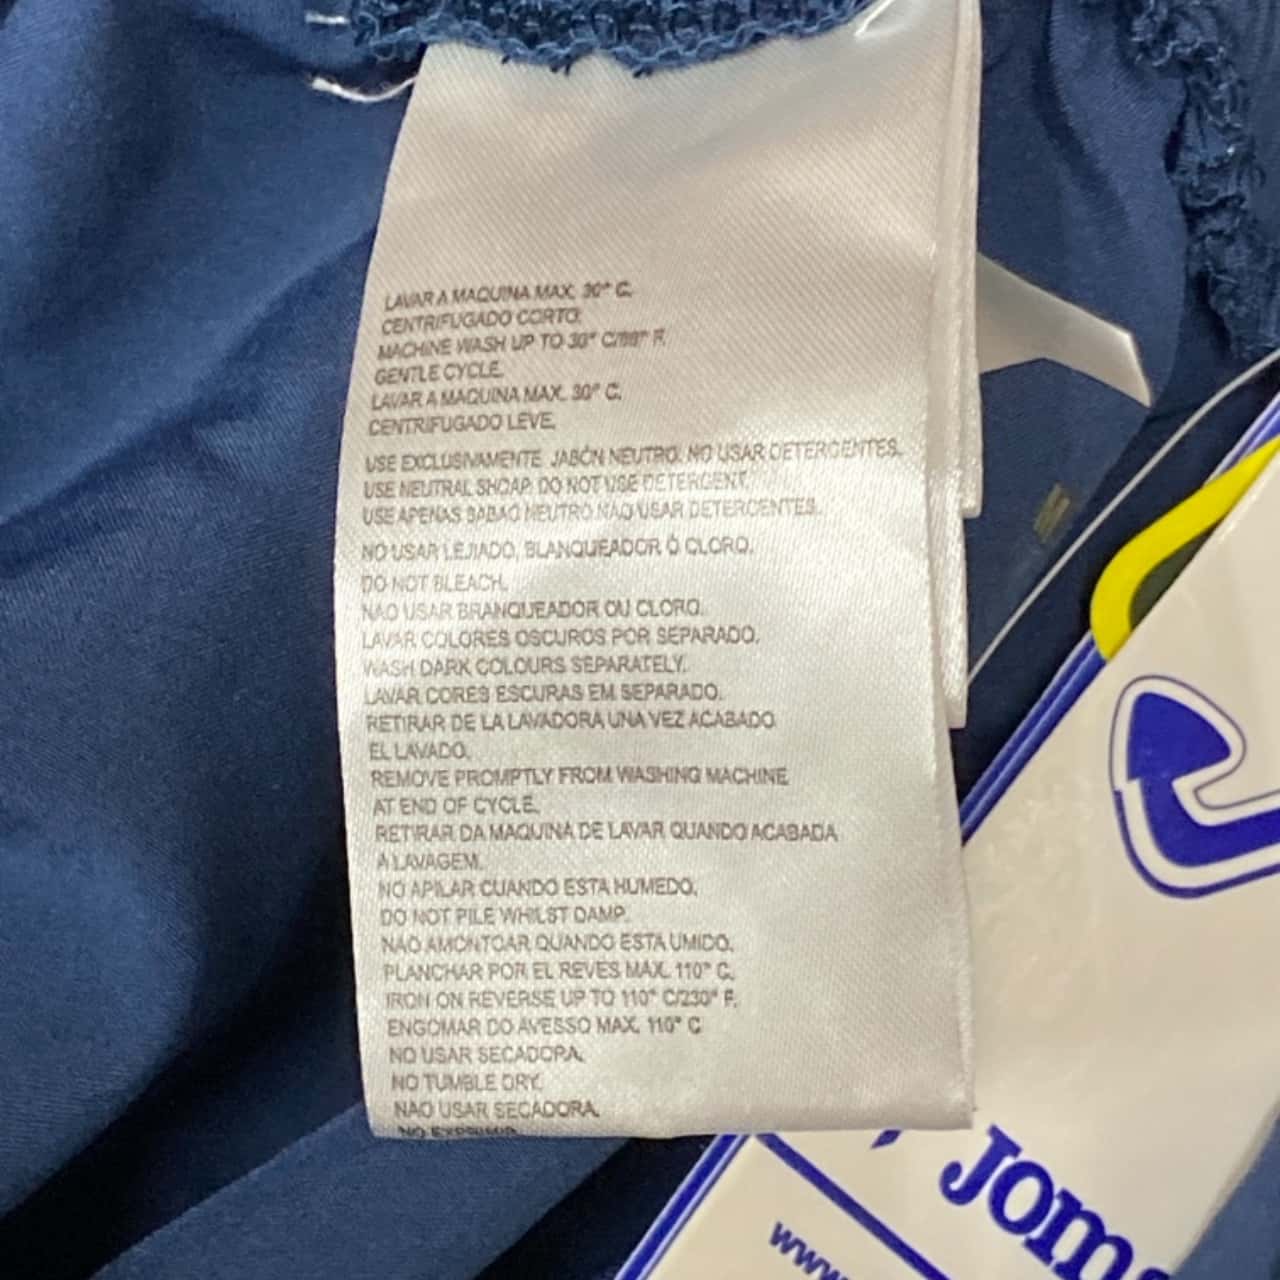 LAVAR A MAQUINA MAX. 30° C.
CENTRIFUGADO CORTO.
MACHINE WASH UP TO 30° C/86° F.
GENTLE CYCLE.
LAVAR A MAQUINA MAX. 30° C.
CENTRIFUGADO LEVE.
USE EXCLUSIVAMENTE JABÓN NEUTRO. NO USAR DETERGENTES.
USE NEUTRAL SHOAP. DO NOT USE DETERGENT.
USE APENAS SABAO NEUTRO.NÃO USAR DETERGENTES.
NO USAR LEJIADO, BLANQUEADOR Ó CLORO.
DO NOT BLEACH.
NAO USAR BRANQUEADOR OU CLORO.
LAVAR COLORES OSCUROS POR SEPARADO.
WASH DARK COLOURS SEPARATELY.
LAVAR CORES ESCURAS EM SEPARADO.
RETIRAR DE LA LAVADORA UNA VEZ ACABADO
EL LAVADO.
REMOVE PROMPTLY FROM WASHING MACHINE
AT END OF CYCLE.
RETIRAR DA MAQUINA DE LAVAR QUANDO ACABADA
A LAVAGEM.
NO APILAR CUANDO ESTA HUMEDO.
DO NOT PILE WHILST DAMP.
NAO AMONTOAR QUANDO ESTA UMIDO.
PLANCHAR POR EL REVES MAX. 110° C.
IRON ON REVERSE UP TO 110° C/230° F.
ENGOMAR DO AVESSO MAX. 110° C
NO USAR SECADORA.
NO TUMBLE DRY.
NAO USAR SECADORA.
NO EXPRIMIR
Joma
www.